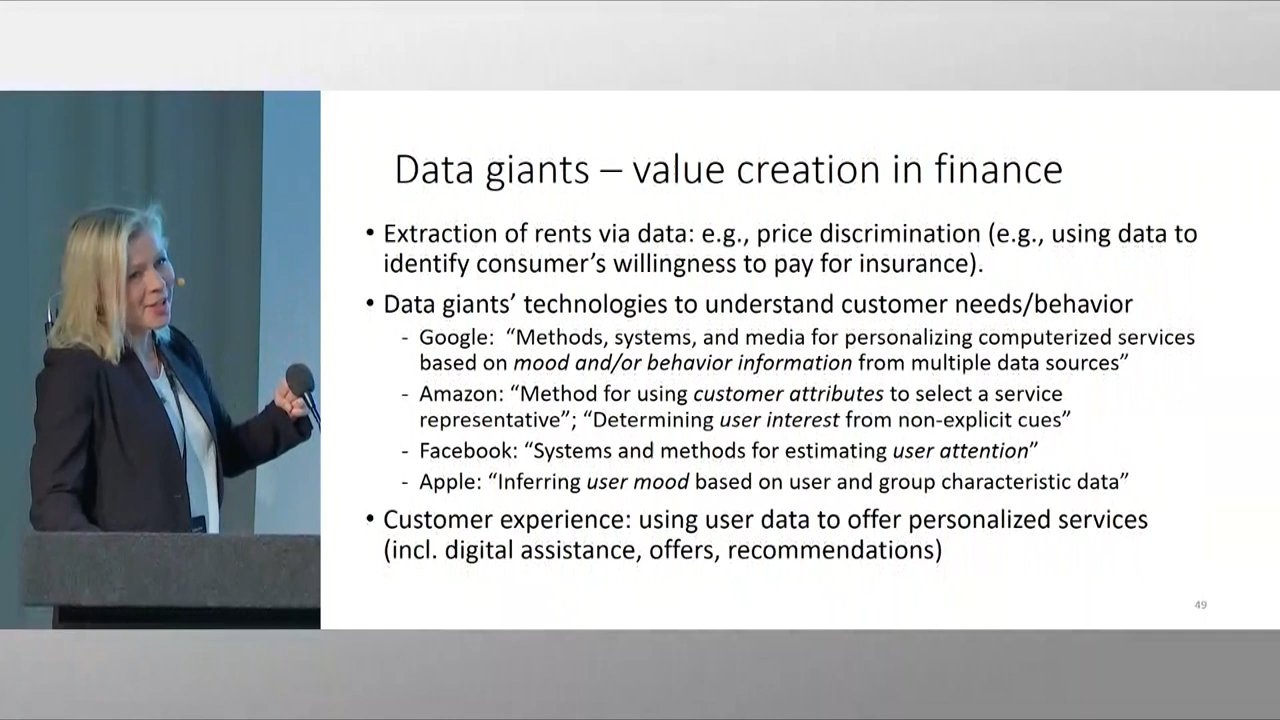 Data giants – value creation in finance
• Extraction of rents via data: e.g., price discrimination (e.g., using data to
identify consumer’s willingness to pay for insurance).
• Data giants’ technologies to understand customer needs/behavior
- Google: “Methods, systems, and media for personalizing computerized services
based on mood and/or behavior information from multiple data sources”
- Amazon: “Method for using customer attributes to select a service
representative”; “Determining user interest from non-explicit cues”
- Facebook: “Systems and methods for estimating user attention”
- Apple: “Inferring user mood based on user and group characteristic data”
• Customer experience: using user data to offer personalized services
(incl. digital assistance, offers, recommendations)
49